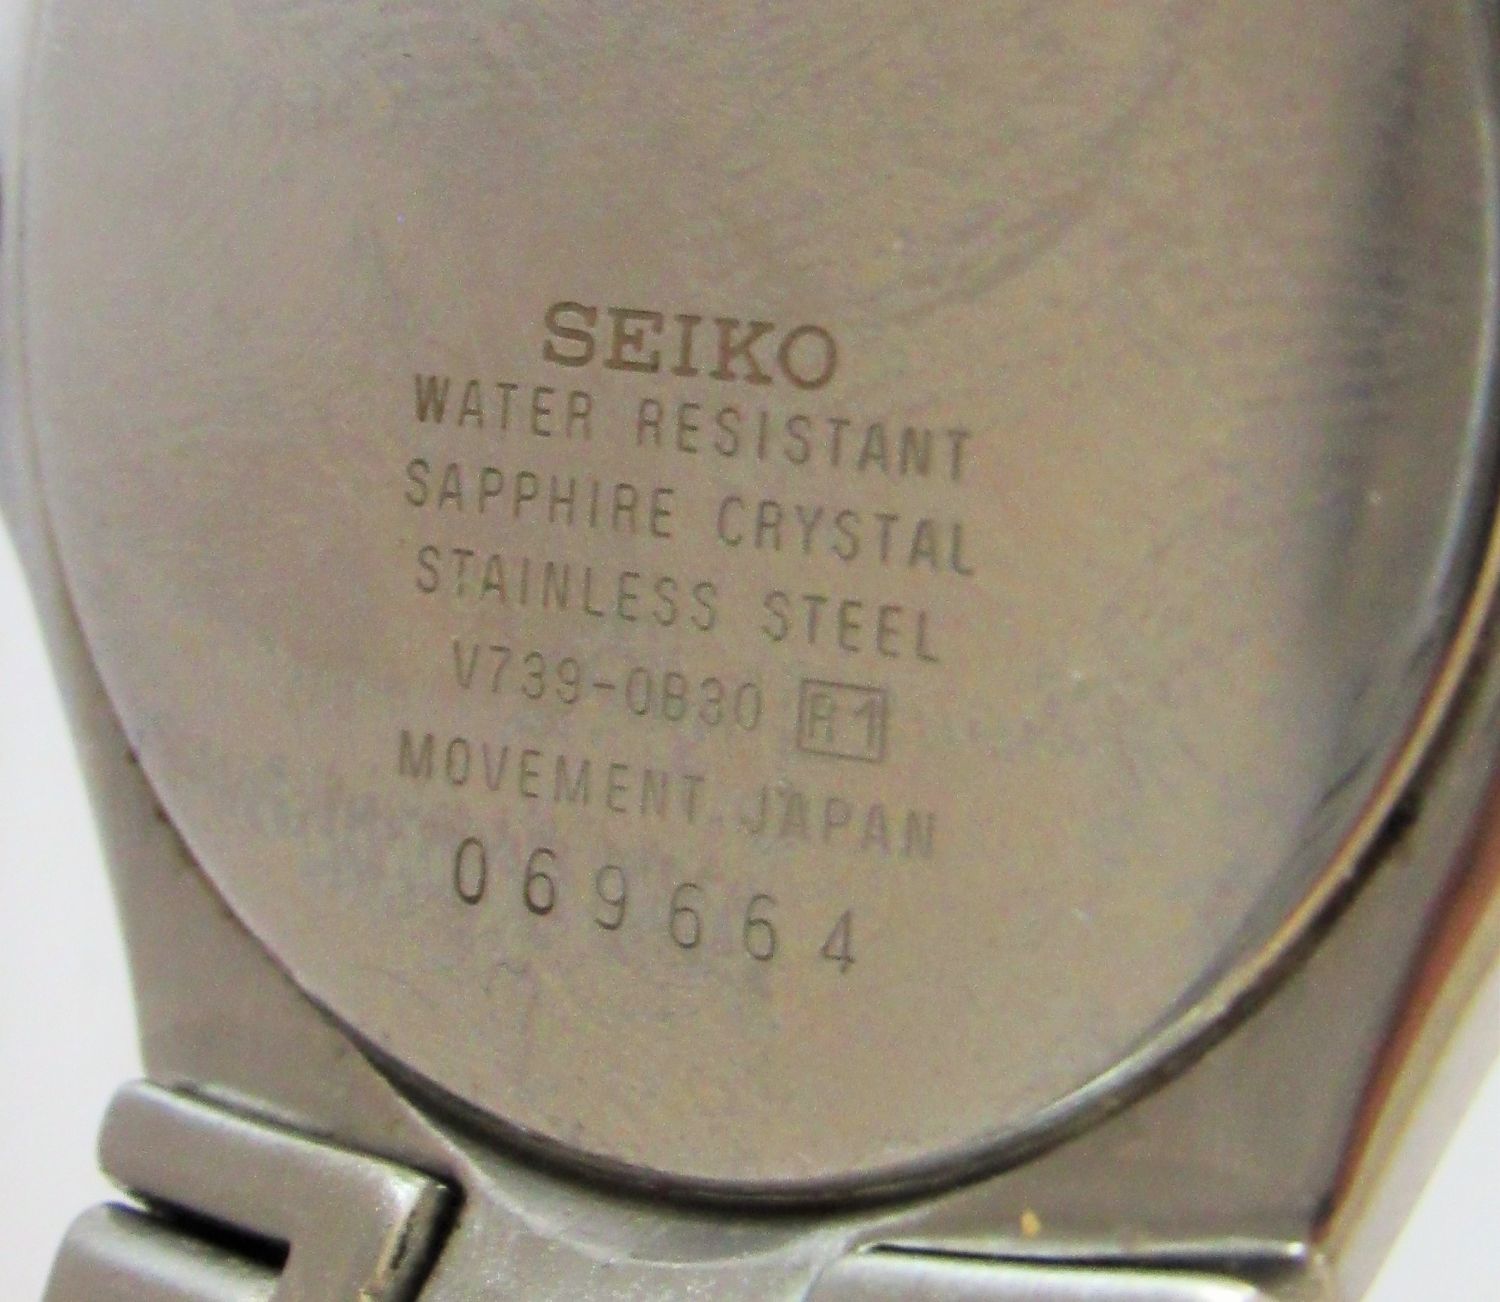 SEIKO
WATER RESISTANT
SAPPHIRE CRYSTAL
STAINLESS STEEL
V739-0B30 R1
MOVEMENT JAPAN
069664